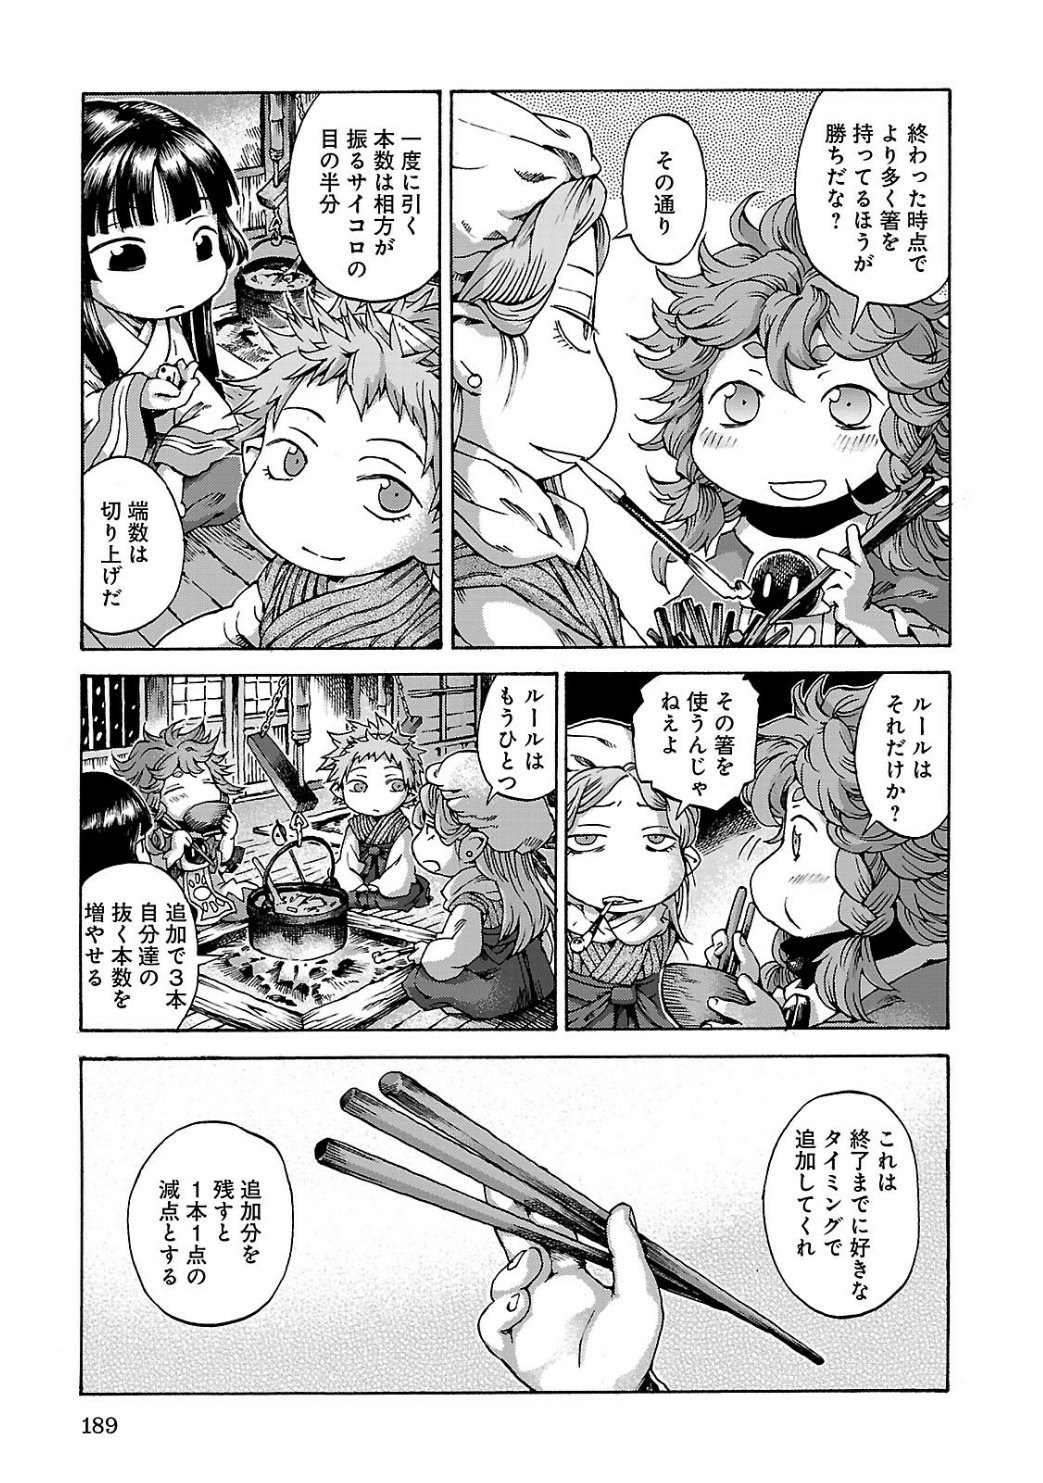 終わった時点で
より多く箸を
持ってるほうが
勝ちだな?
その通り
一度に引く
本数は相方が
振るサイコロの
目の半分
端数は
切り上げだ
ルールは
それだけか?
その箸を
使うんじゃ
ねえよ
ルールは
もうひとつ
追加で3本
自分達の
抜く本数を
増やせる
これは
終了までに好きな
タイミングで
追加してくれ
追加分を
残すと
1本1点の
減点とする
189